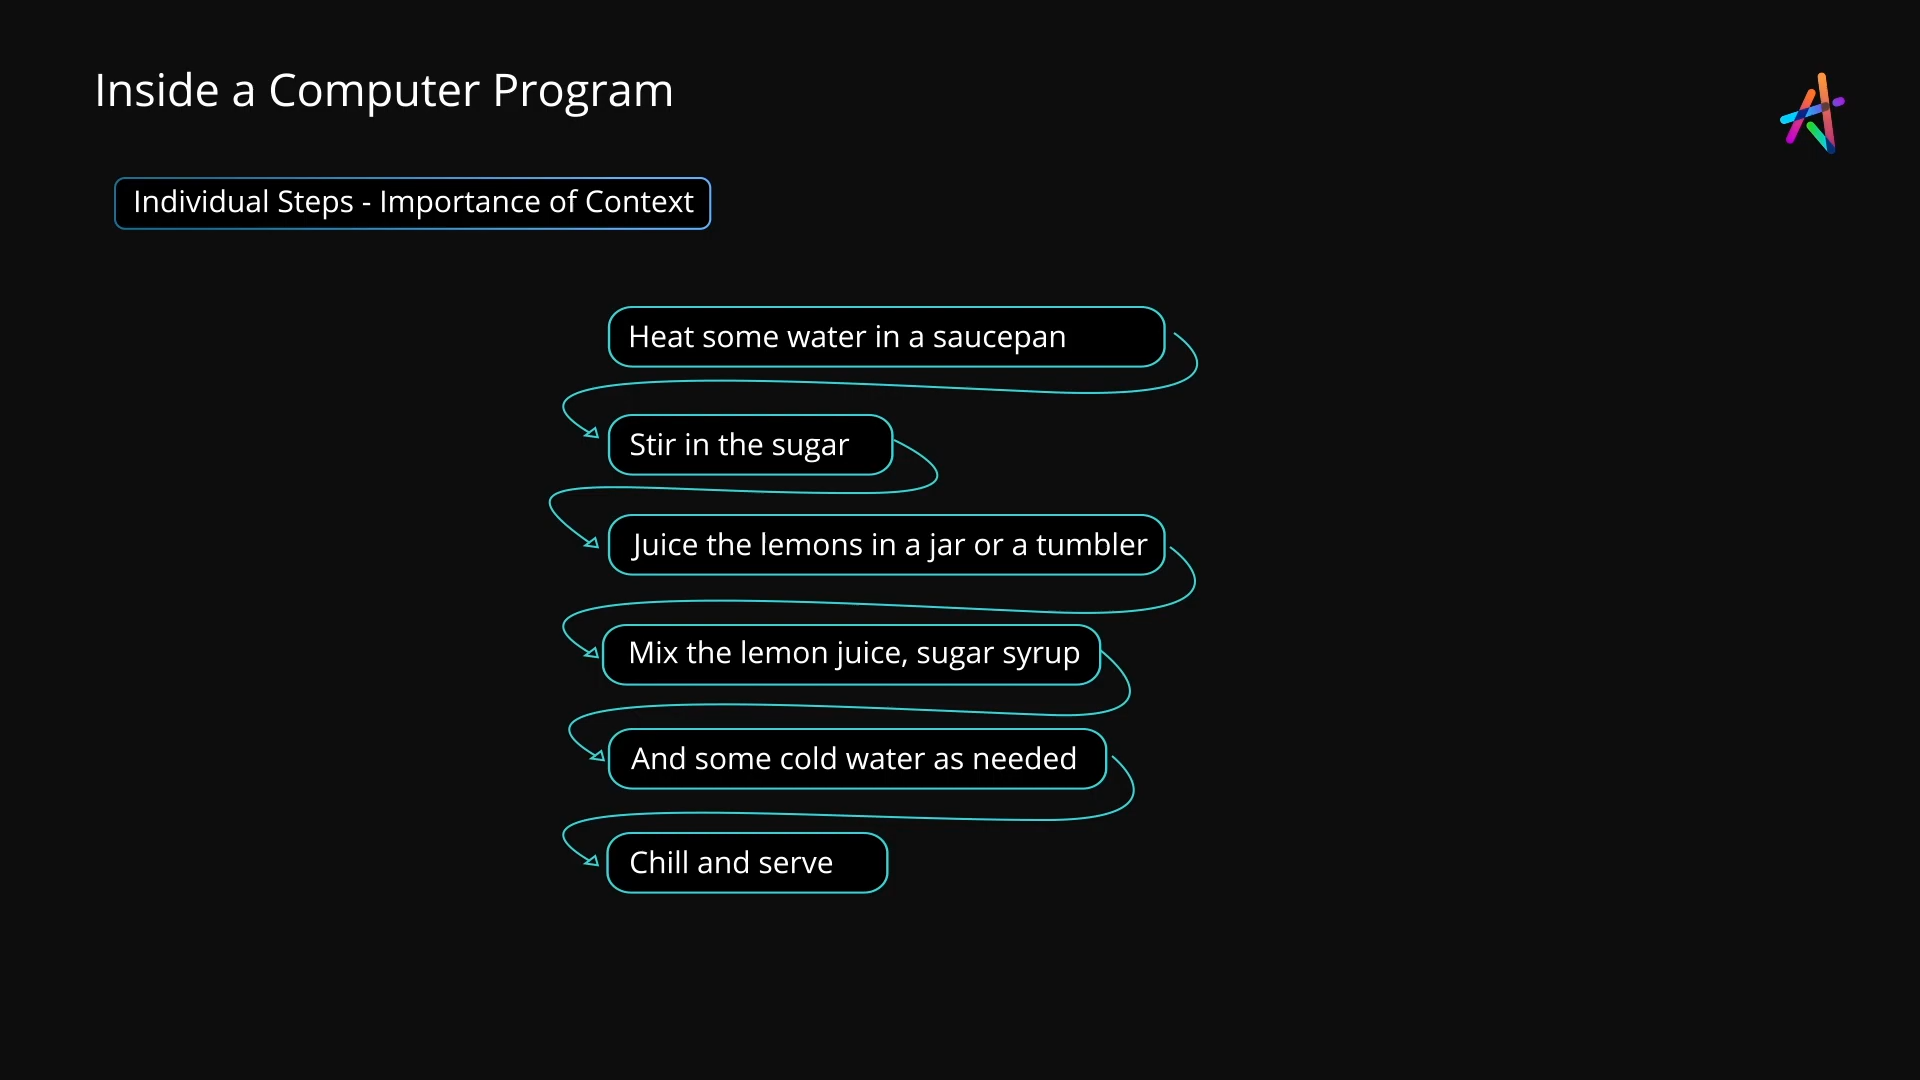 Inside a Computer Program
Individual Steps - Importance of Context
Heat some water in a saucepan
Stir in the sugar
Juice the lemons in a jar or a tumbler
Mix the lemon juice, sugar syrup
And some cold water as needed
Chill and serve